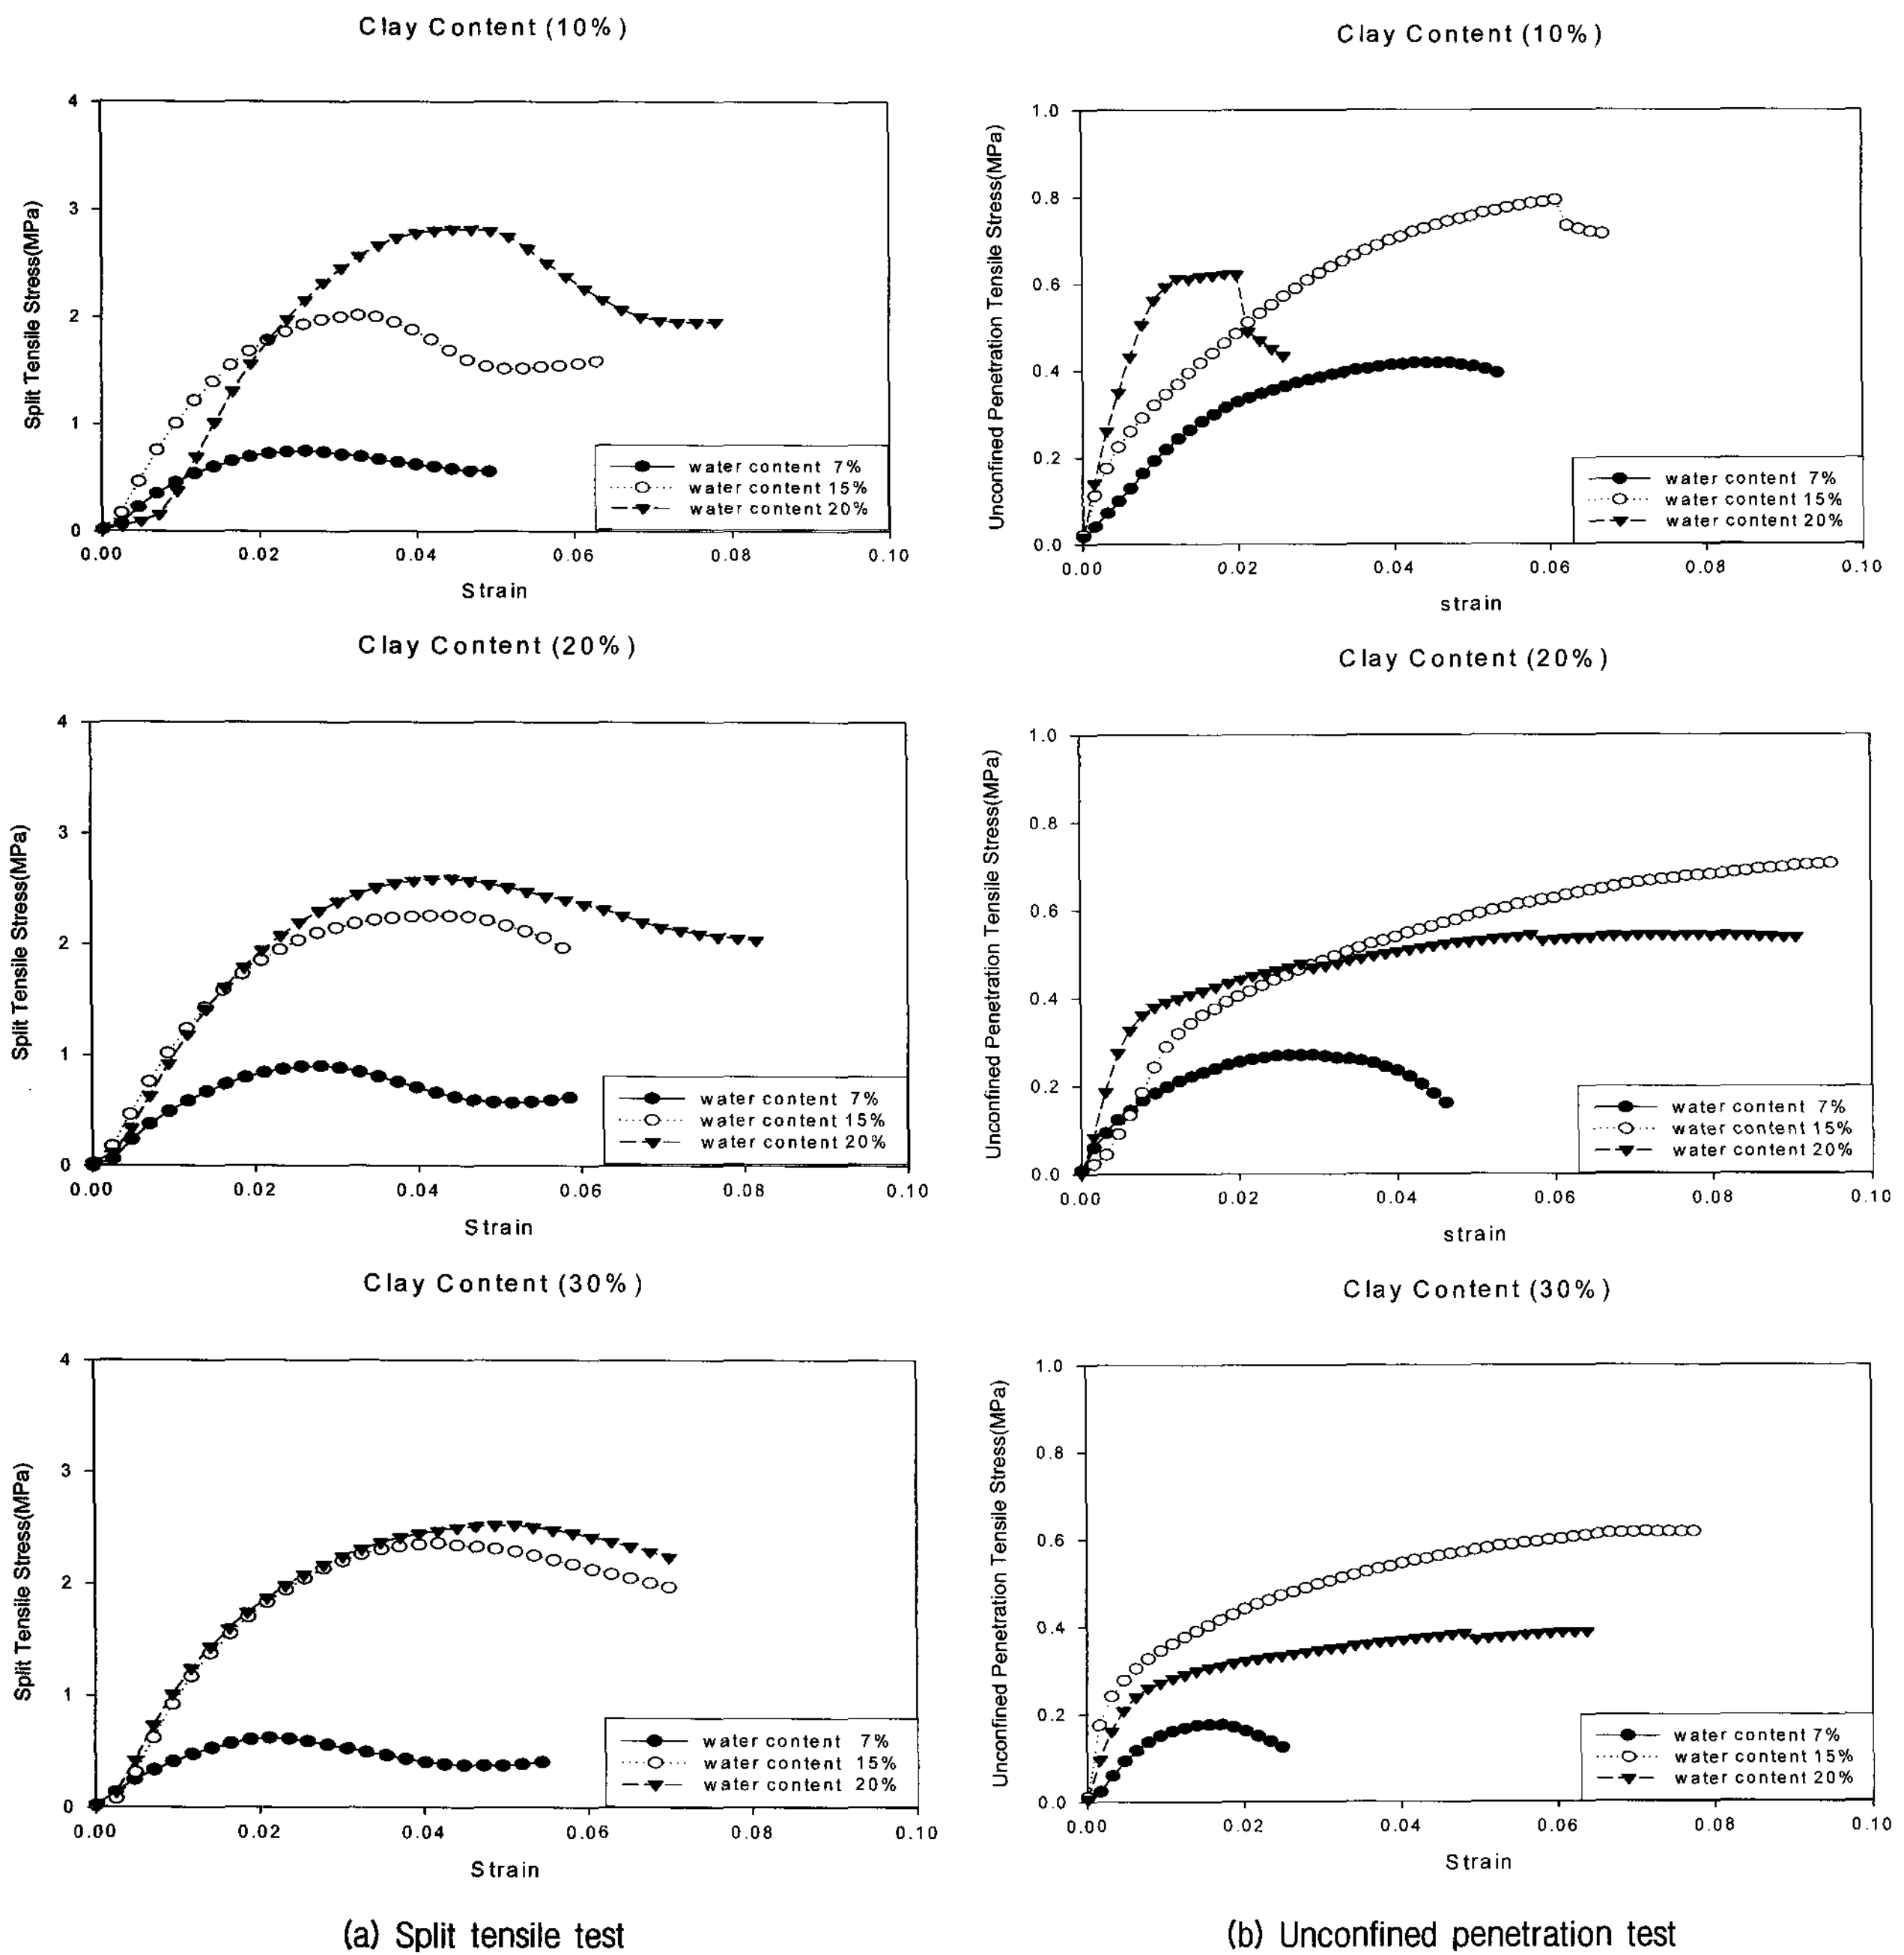 Clay Content (10%)
Split Tensile Stress(MPa)
4
3
2
1
0
water content 7%
water content 15%
water content 20%
0.00 0.02 0.04 0.06 0.08 0.10
Strain
Clay Content (10%)
Unconfined Penetration Tensile Stress(MPa)
1.0
0.8
0.6
0.4
0.2
0.0
water content 7%
water content 15%
water content 20%
0.00 0.02 0.04 0.06 0.08 0.10
strain
Clay Content (20%)
Split Tensile Stress(MPa)
4
3
2
1
0
water content 7%
water content 15%
water content 20%
0.00 0.02 0.04 0.06 0.08 0.10
Strain
Clay Content (20%)
Unconfined Penetration Tensile Stress(MPa)
1.0
0.8
0.6
0.4
0.2
0.0
water content 7%
water content 15%
water content 20%
0.00 0.02 0.04 0.06 0.08 0.10
strain
Clay Content (30%)
Split Tensile Stress(MPa)
4
3
2
1
0
water content 7%
water content 15%
water content 20%
0.00 0.02 0.04 0.06 0.08 0.10
Strain
Clay Content (30%)
Unconfined Penetration Tensile Stress(MPa)
1.0
0.8
0.6
0.4
0.2
0.0
water content 7%
water content 15%
water content 20%
0.00 0.02 0.04 0.06 0.08 0.10
Strain
(a) Split tensile test
(b) Unconfined penetration test